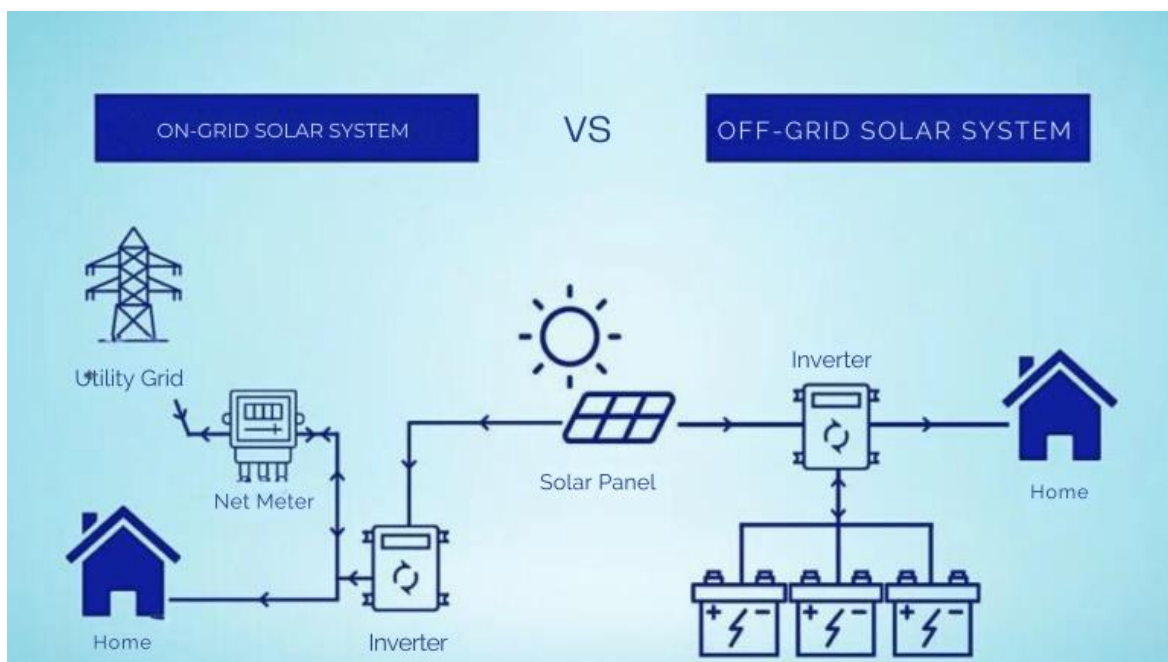 ON-GRID SOLAR SYSTEM
VS
OFF-GRID SOLAR SYSTEM
Utility Grid
Net Meter
Home
Inverter
Solar Panel
Inverter
Home
+ -
+ -
+ -